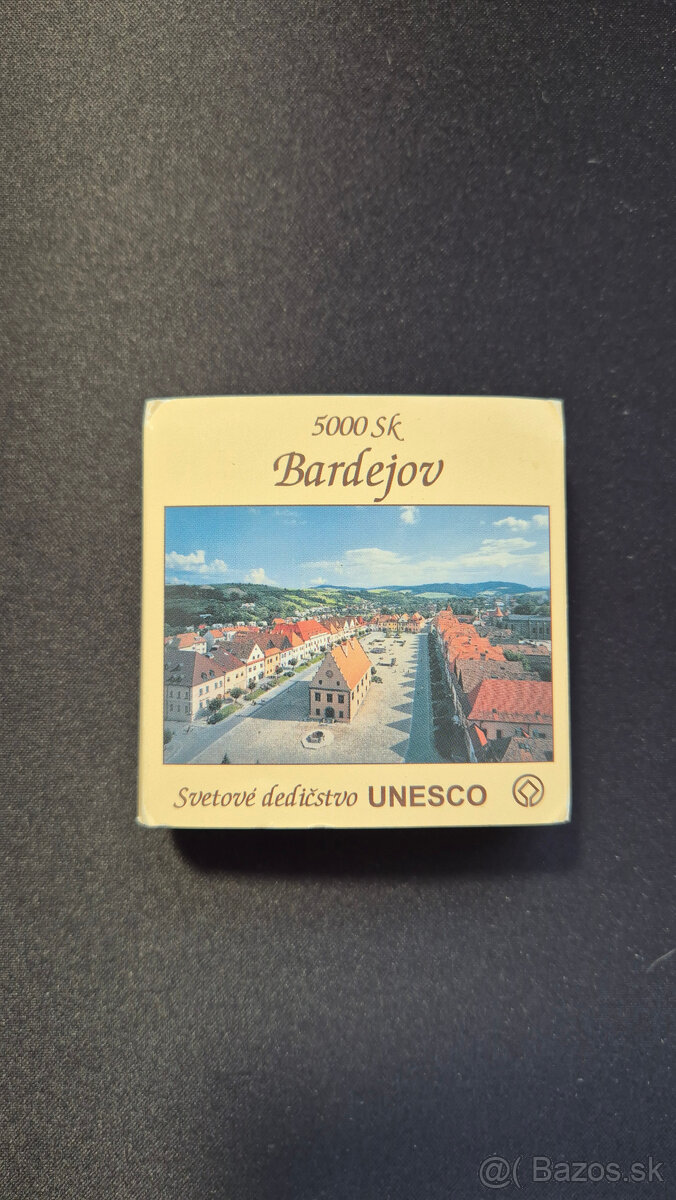 5000 Sk
Bardejov
Svetové dedičstvo UNESCO
@( Bazos.sk